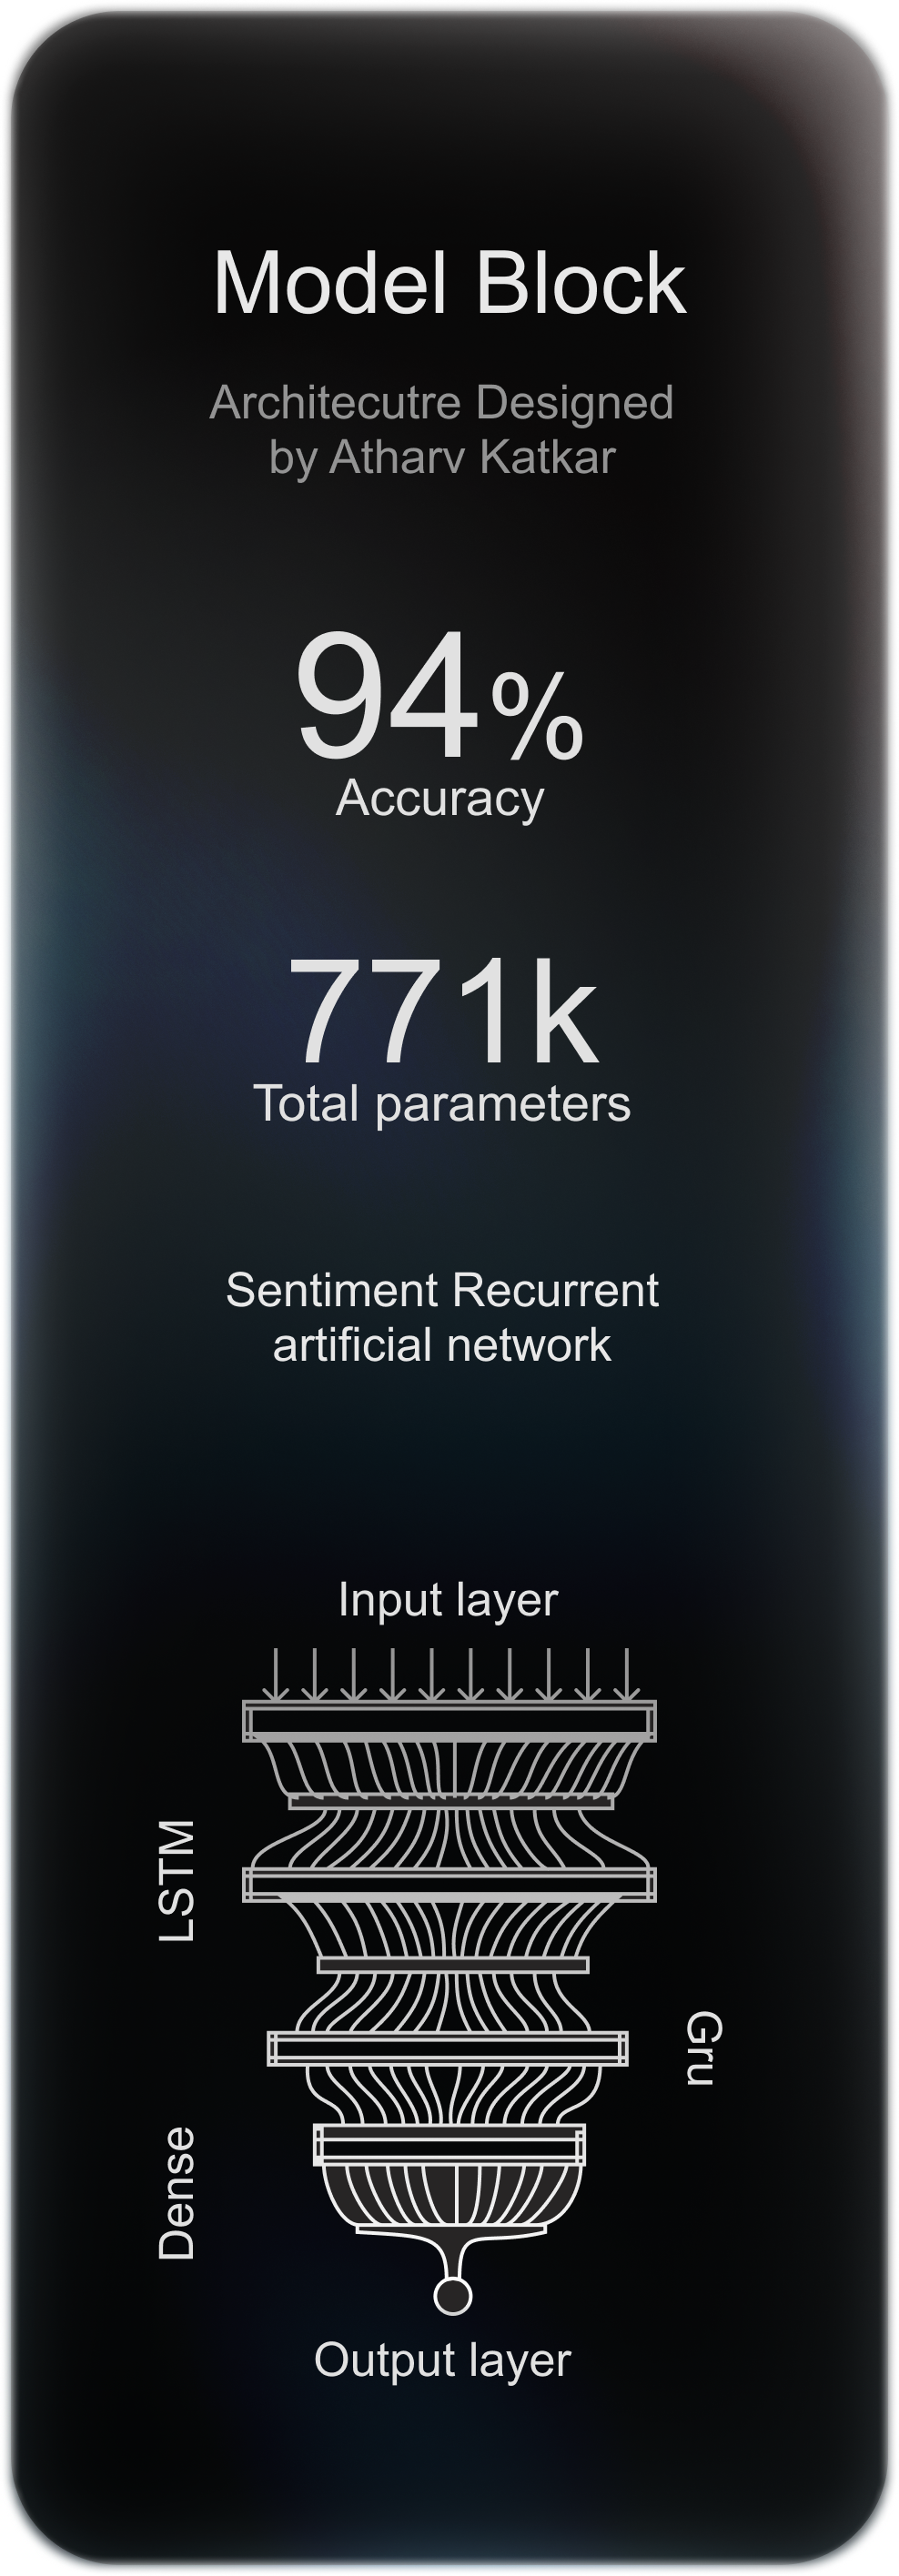 Model Block
Architecutre Designed
by Atharv Katkar
94%
Accuracy
771k
Total parameters
Sentiment Recurrent
artificial network
Input layer
LSTM
Gru
Dense
Output layer